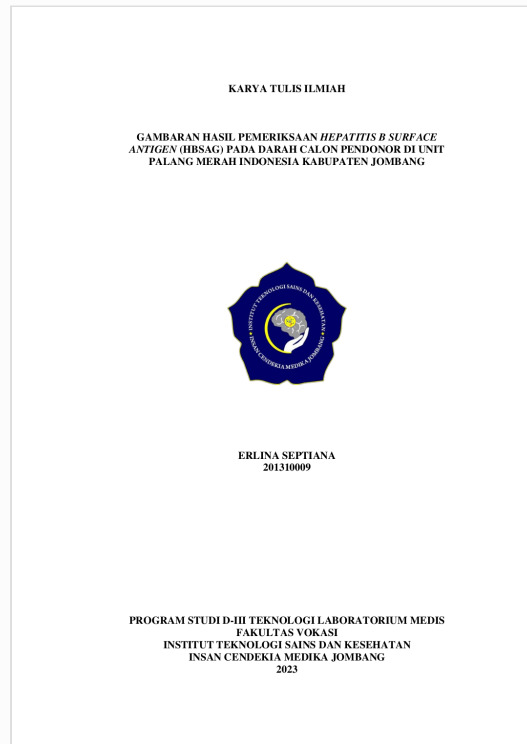 KARYA TULIS ILMIAH
GAMBARAN HASIL PEMERIKSAAN HEPATITIS B SURFACE
ANTIGEN (HBSAG) PADA DARAH CALON PENDONOR DI UNIT
PALANG MERAH INDONESIA KABUPATEN JOMBANG
INSTITUT TEKNOLOGI SAINS DAN KESEHATAN
INSAN CENDEKIA MEDIKA JOMBANG
ERLINA SEPTIANA
201310009
PROGRAM STUDI D-III TEKNOLOGI LABORATORIUM MEDIS
FAKULTAS VOKASI
INSTITUT TEKNOLOGI SAINS DAN KESEHATAN
INSAN CENDEKIA MEDIKA JOMBANG
2023